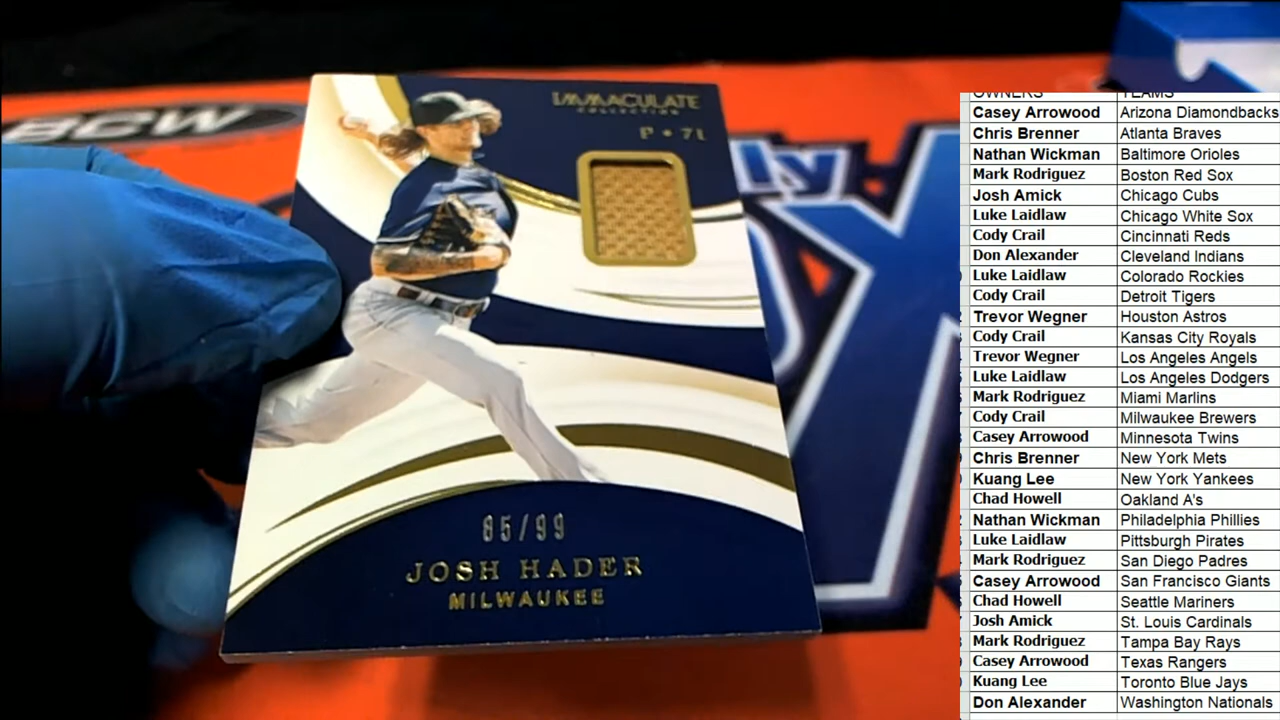 BCW
IMMACULATE
COLLECTION
P • 71
ly
85/99
JOSH HADER
MILWAUKEE
OWNERS TEAMS
Casey Arrowood Arizona Diamondbacks
Chris Brenner Atlanta Braves
Nathan Wickman Baltimore Orioles
Mark Rodriguez Boston Red Sox
Josh Amick Chicago Cubs
Luke Laidlaw Chicago White Sox
Cody Crail Cincinnati Reds
Don Alexander Cleveland Indians
Luke Laidlaw Colorado Rockies
Cody Crail Detroit Tigers
Trevor Wegner Houston Astros
Cody Crail Kansas City Royals
Trevor Wegner Los Angeles Angels
Luke Laidlaw Los Angeles Dodgers
Mark Rodriguez Miami Marlins
Cody Crail Milwaukee Brewers
Casey Arrowood Minnesota Twins
Chris Brenner New York Mets
Kuang Lee New York Yankees
Chad Howell Oakland A's
Nathan Wickman Philadelphia Phillies
Luke Laidlaw Pittsburgh Pirates
Mark Rodriguez San Diego Padres
Casey Arrowood San Francisco Giants
Chad Howell Seattle Mariners
Josh Amick St. Louis Cardinals
Mark Rodriguez Tampa Bay Rays
Casey Arrowood Texas Rangers
Kuang Lee Toronto Blue Jays
Don Alexander Washington Nationals